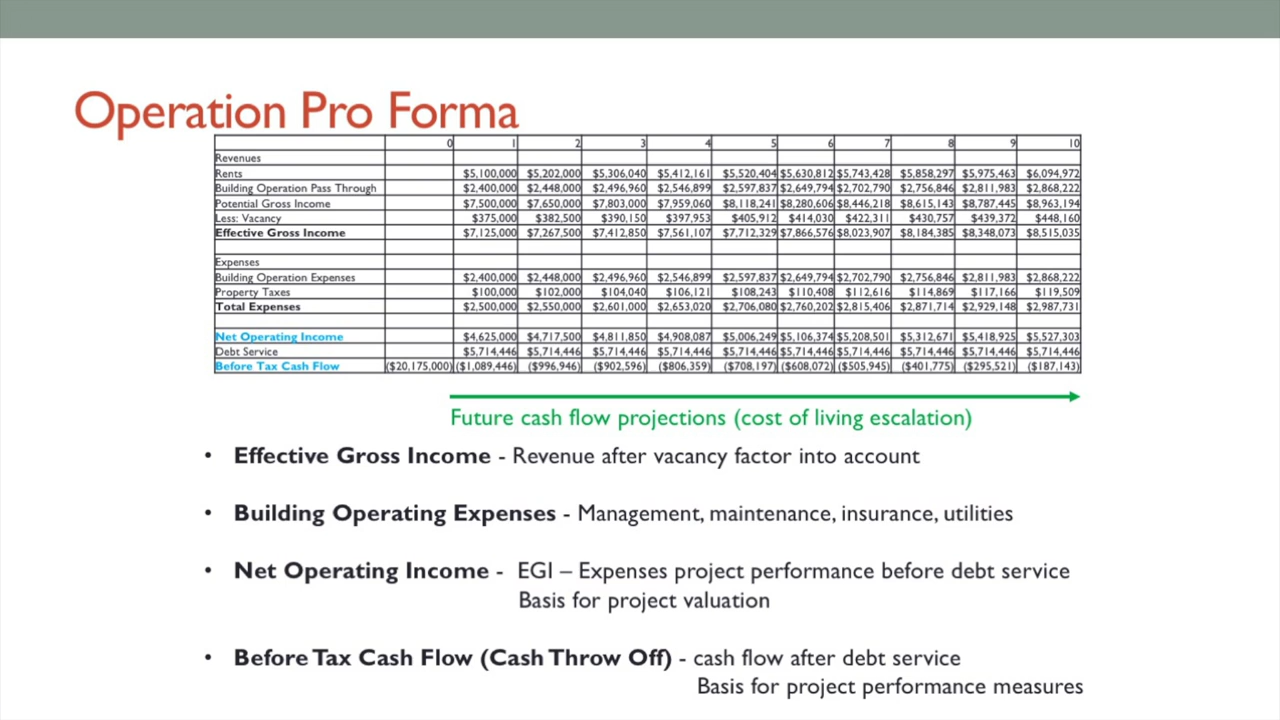 Operation Pro Forma
0 1 2 3 4 5 6 7 8 9 10
Revenues
Rents $5,100,000 $5,202,000 $5,306,040 $5,412,161 $5,520,404 $5,630,812 $5,743,428 $5,858,297 $5,975,463 $6,094,972
Building Operation Pass Through $2,400,000 $2,448,000 $2,496,960 $2,546,899 $2,597,837 $2,649,794 $2,702,790 $2,756,846 $2,811,983 $2,868,222
Potential Gross Income $7,500,000 $7,650,000 $7,803,000 $7,959,060 $8,118,241 $8,280,606 $8,446,218 $8,615,143 $8,787,445 $8,963,194
Less: Vacancy $375,000 $382,500 $390,150 $397,953 $405,912 $414,030 $422,311 $430,757 $439,372 $448,160
Effective Gross Income $7,125,000 $7,267,500 $7,412,850 $7,561,107 $7,712,329 $7,866,576 $8,023,907 $8,184,385 $8,348,073 $8,515,035
Expenses
Building Operation Expenses $2,400,000 $2,448,000 $2,496,960 $2,546,899 $2,597,837 $2,649,794 $2,702,790 $2,756,846 $2,811,983 $2,868,222
Property Taxes $100,000 $102,000 $104,040 $106,121 $108,243 $110,408 $112,616 $114,869 $117,166 $119,509
Total Expenses $2,500,000 $2,550,000 $2,601,000 $2,653,020 $2,706,080 $2,760,202 $2,815,406 $2,871,714 $2,929,148 $2,987,731
Net Operating Income $4,625,000 $4,717,500 $4,811,850 $4,908,087 $5,006,249 $5,106,374 $5,208,501 $5,312,671 $5,418,925 $5,527,303
Debt Service $5,714,446 $5,714,446 $5,714,446 $5,714,446 $5,714,446 $5,714,446 $5,714,446 $5,714,446 $5,714,446 $5,714,446
Before Tax Cash Flow ($20,175,000) ($1,089,446) ($996,946) ($902,596) ($806,359) ($708,197) ($608,072) ($505,945) ($401,775) ($295,521) ($187,143)
Future cash flow projections (cost of living escalation)
• Effective Gross Income - Revenue after vacancy factor into account
• Building Operating Expenses - Management, maintenance, insurance, utilities
• Net Operating Income - EGI – Expenses project performance before debt service
Basis for project valuation
• Before Tax Cash Flow (Cash Throw Off) - cash flow after debt service
Basis for project performance measures